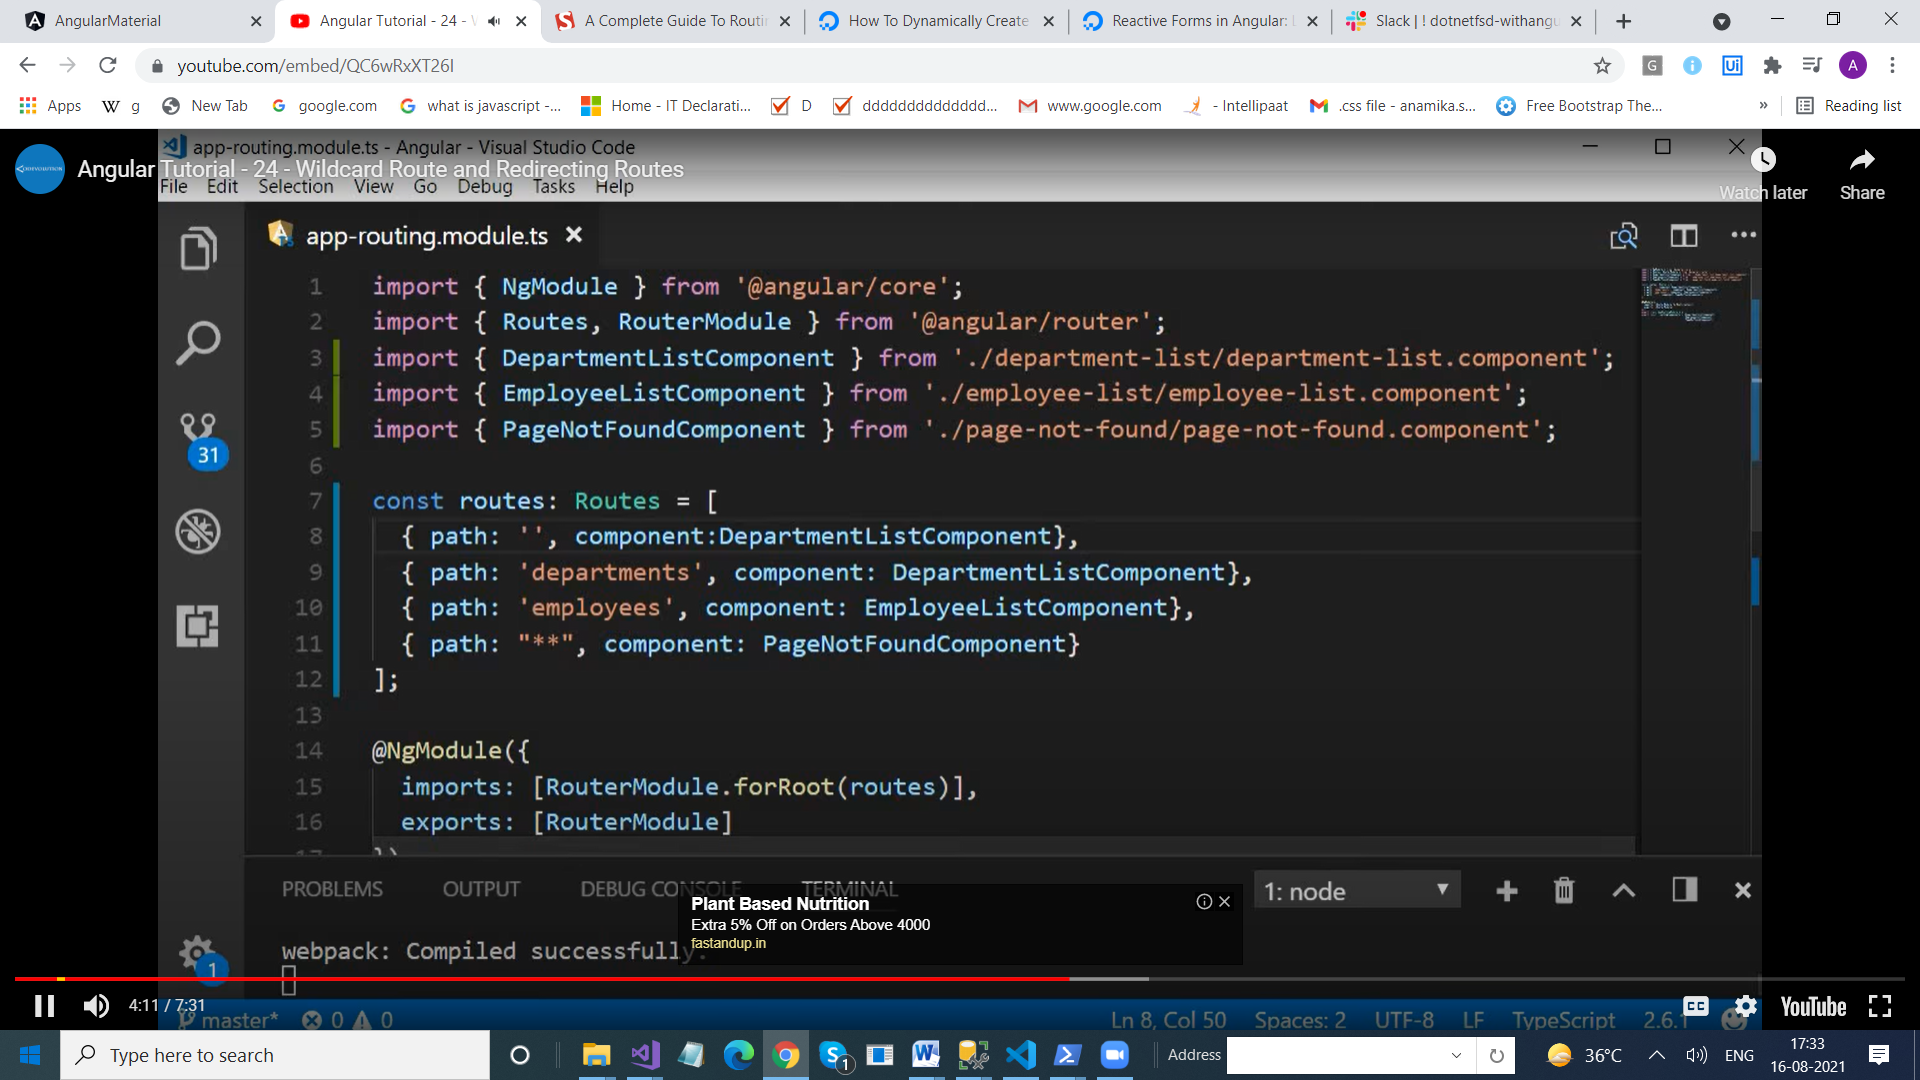 AngularMaterial
Angular Tutorial - 24 -
A Complete Guide To Routi
How To Dynamically Create
Reactive Forms in Angular:
Slack | ! dotnetfsd-withangu
youtube.com/embed/QC6wRxXT26I
G
Ui
A
Apps
W g
New Tab
google.com
what is javascript -...
Home - IT Declarati...
D
ddddddddddddddd...
www.google.com
- Intellipaat
.css file - anamika.s...
Free Bootstrap The...
»
Reading list
app-routing.module.ts - Angular - Visual Studio Code
Angular Tutorial - 24 - Wildcard Route and Redirecting Routes
Watch later
Share
File Edit Selection View Go Debug Tasks Help
app-routing.module.ts
1 import { NgModule } from '@angular/core';
2 import { Routes, RouterModule } from '@angular/router';
3 import { DepartmentListComponent } from './department-list/department-list.component';
4 import { EmployeeListComponent } from './employee-list/employee-list.component';
5 import { PageNotFoundComponent } from './page-not-found/page-not-found.component';
6
7 const routes: Routes = [
8 { path: '', component:DepartmentListComponent},
9 { path: 'departments', component: DepartmentListComponent},
10 { path: 'employees', component: EmployeeListComponent},
11 { path: "**", component: PageNotFoundComponent}
12 ];
13
14 @NgModule({
15 imports: [RouterModule.forRoot(routes)],
16 exports: [RouterModule]
17 })
31
PROBLEMS OUTPUT DEBUG CONSOLE TERMINAL
1: node
Plant Based Nutrition
Extra 5% Off on Orders Above 4000
fastandup.in
webpack: Compiled successfully.
1
4:11 / 7:31
CC
YouTube
master* 0 0
Ln 8, Col 50 Spaces: 2 UTF-8 LF TypeScript 2.6.1
Type here to search
1
Address
36°C
ENG
17:33
16-08-2021